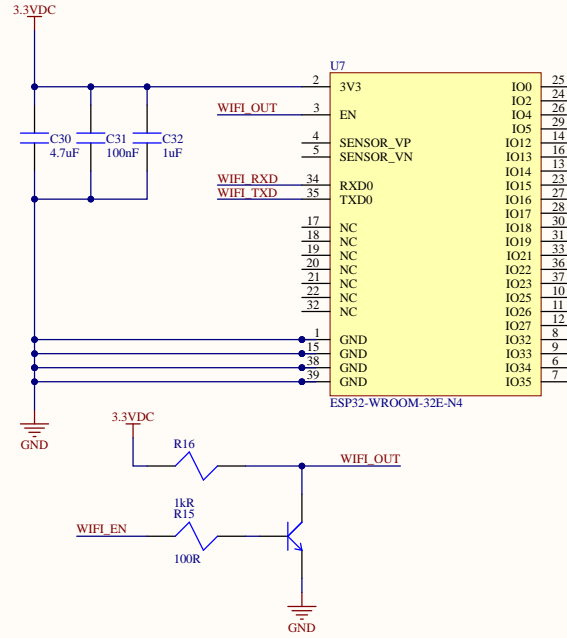 3.3VDC
U7
2 3V3 IO0 25
IO2 24
WIFI_OUT 3 EN IO4 26
IO5 29
4 SENSOR_VP IO12 14
5 SENSOR_VN IO13 16
IO14 13
WIFI_RXD 34 RXD0 IO15 23
WIFI_TXD 35 TXD0 IO16 27
IO17 28
17 NC IO18 30
18 NC IO19 31
19 NC IO21 33
20 NC IO22 36
21 NC IO23 37
22 NC IO25 10
32 NC IO26 11
IO27 12
1 GND IO32 8
15 GND IO33 9
38 GND IO34 6
39 GND IO35 7
C30 C31 C32
4.7uF 100nF 1uF
ESP32-WROOM-32E-N4
GND
3.3VDC
R16
WIFI_OUT
1kR
R15
WIFI_EN
100R
GND